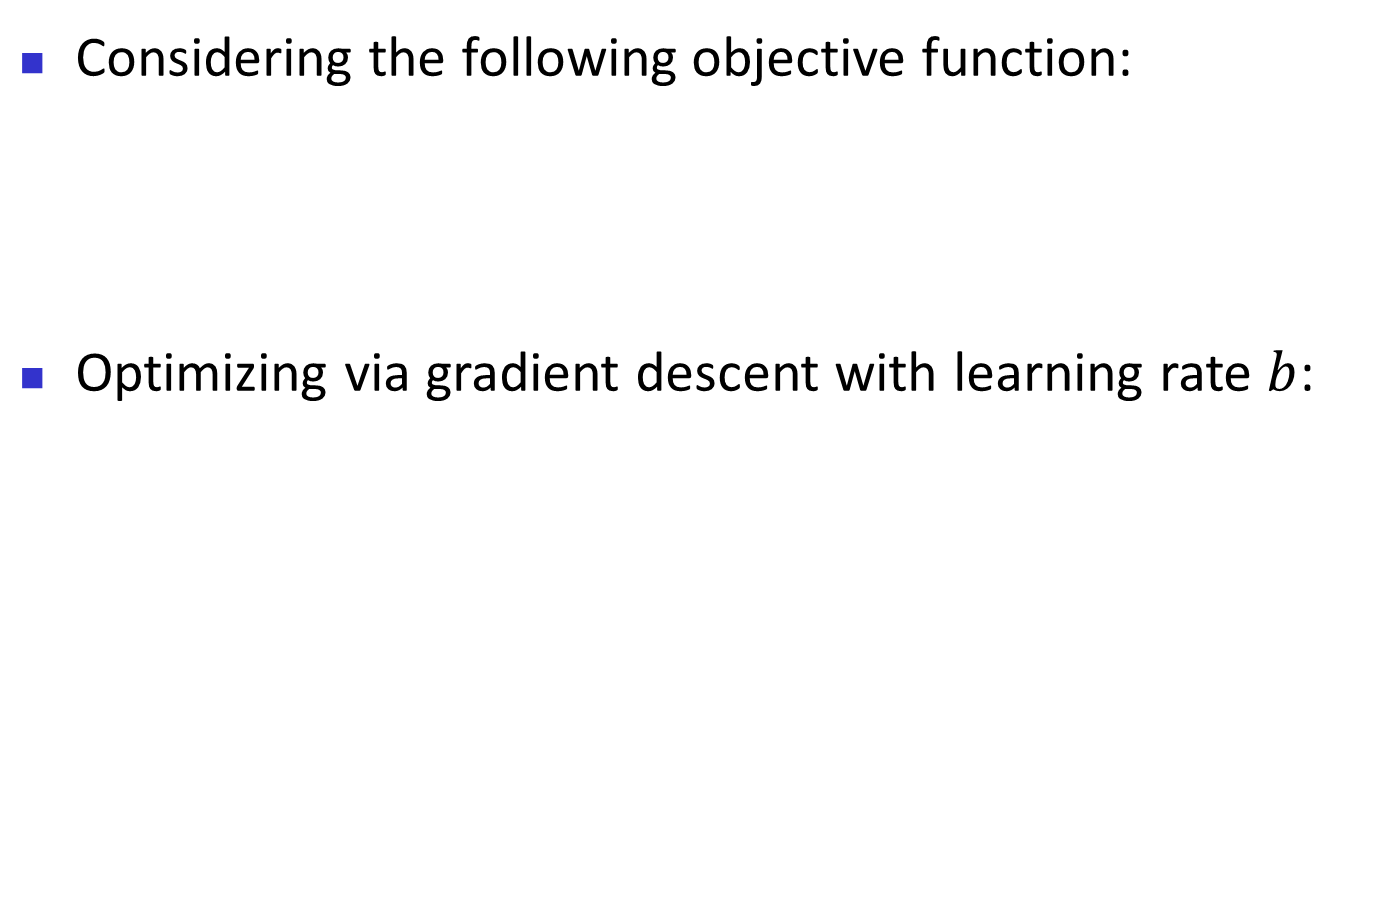 Considering the following objective function:
Optimizing via gradient descent with learning rate b: